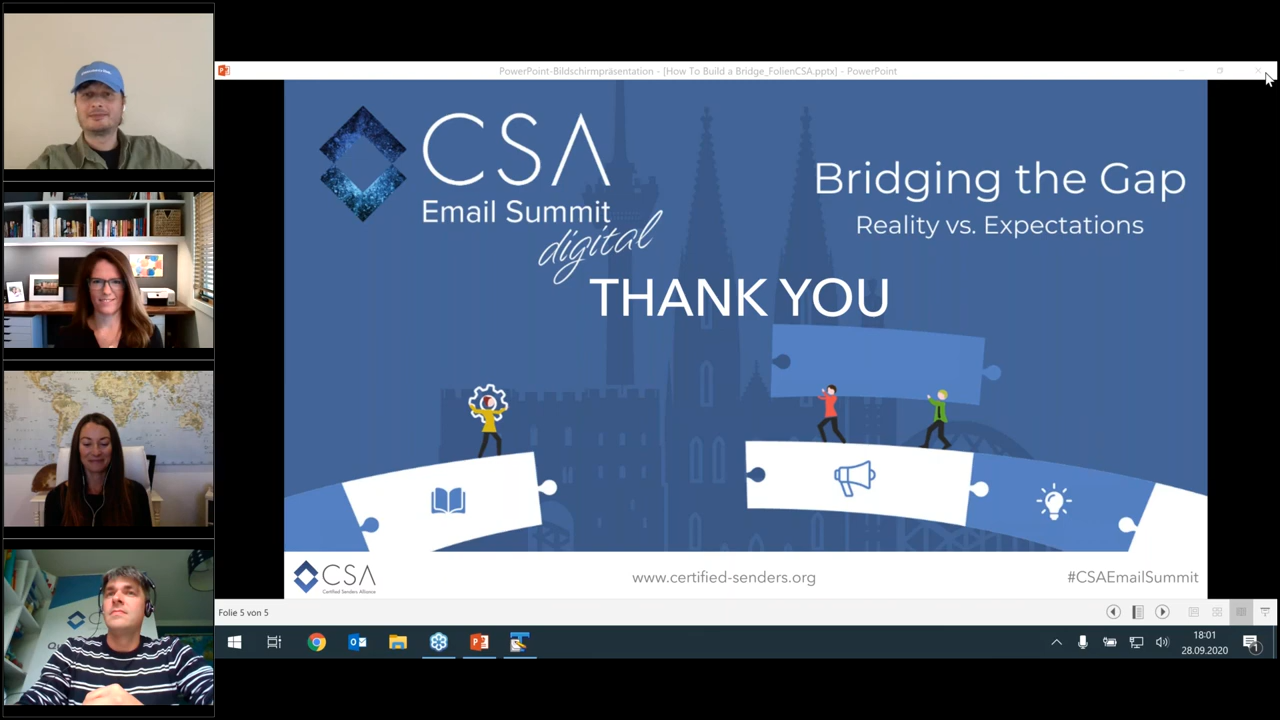 PowerPoint-Bildschirmpräsentation - [How To Build a Bridge_FolienCSA.pptx] - PowerPoint
CSA
Email Summit
digital
Bridging the Gap
Reality vs. Expectations
THANK YOU
CSA
Certified Senders Alliance
www.certified-senders.org
#CSAEmailSummit
Folie 5 von 5
18:01
28.09.2020
1